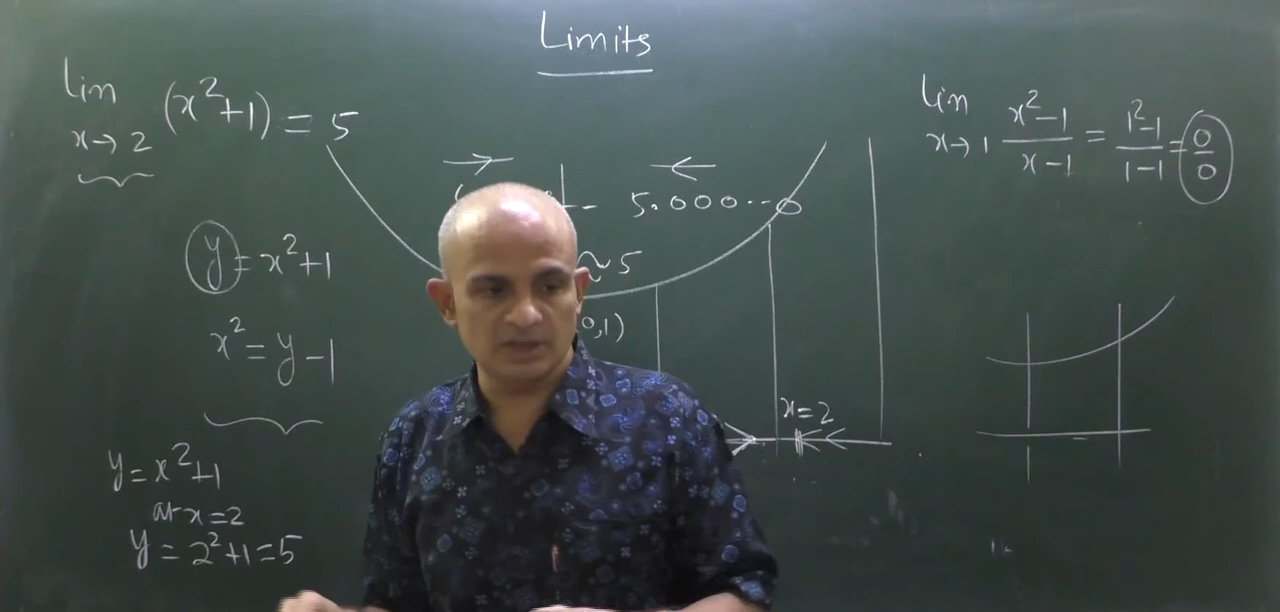 Limits
Lim x→2 (x²+1) = 5
y = x²+1
x² = y-1
y = x²+1
at x=2
y = 2²+1=5
5.000..0
≈5
0,1)
x=2
Lim x→1 x²-1/x-1 = 1²-1/1-1 = 0/0